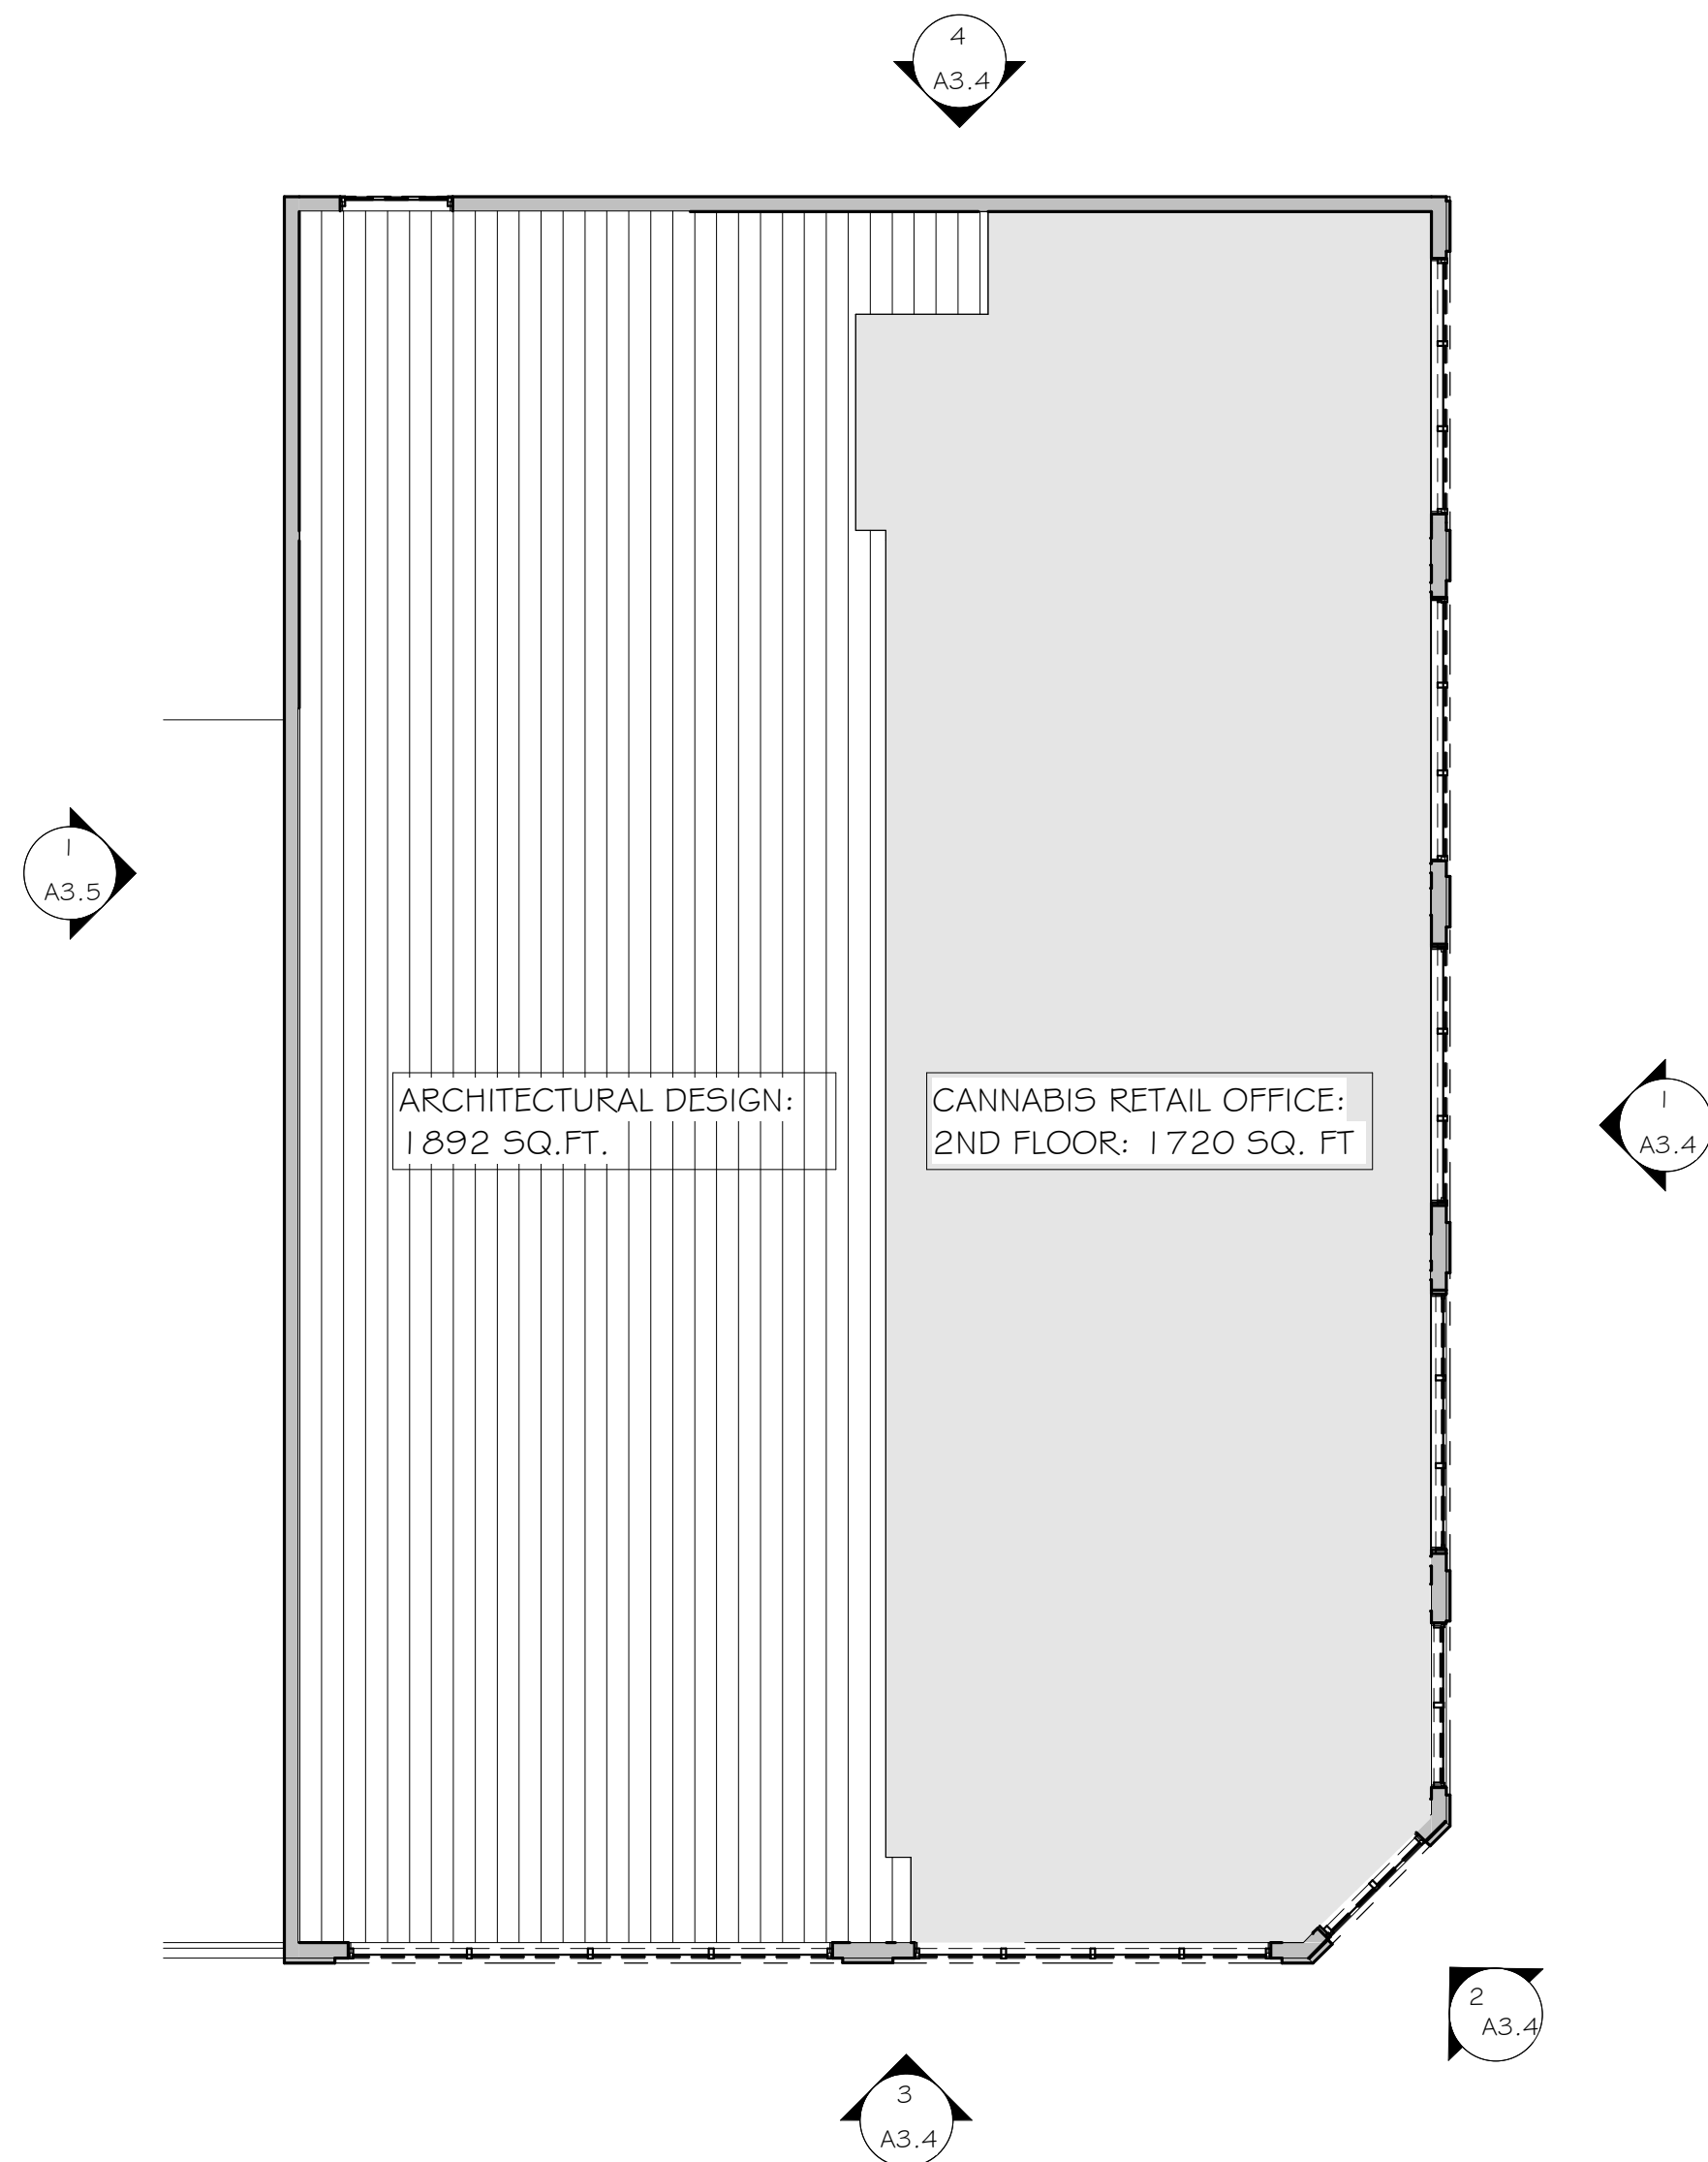 4
A3.4
1
A3.5
ARCHITECTURAL DESIGN:
1892 SQ.FT.
CANNABIS RETAIL OFFICE:
2ND FLOOR: 1720 SQ. FT
1
A3.4
2
A3.4
3
A3.4